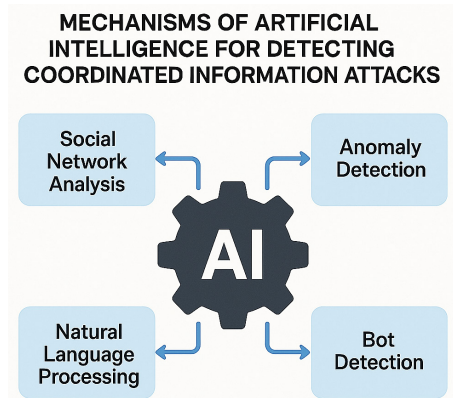 MECHANISMS OF ARTIFICIAL
INTELLIGENCE FOR DETECTING
COORDINATED INFORMATION ATTACKS
Social
Network
Analysis
Anomaly
Detection
AI
Natural
Language
Processing
Bot
Detection